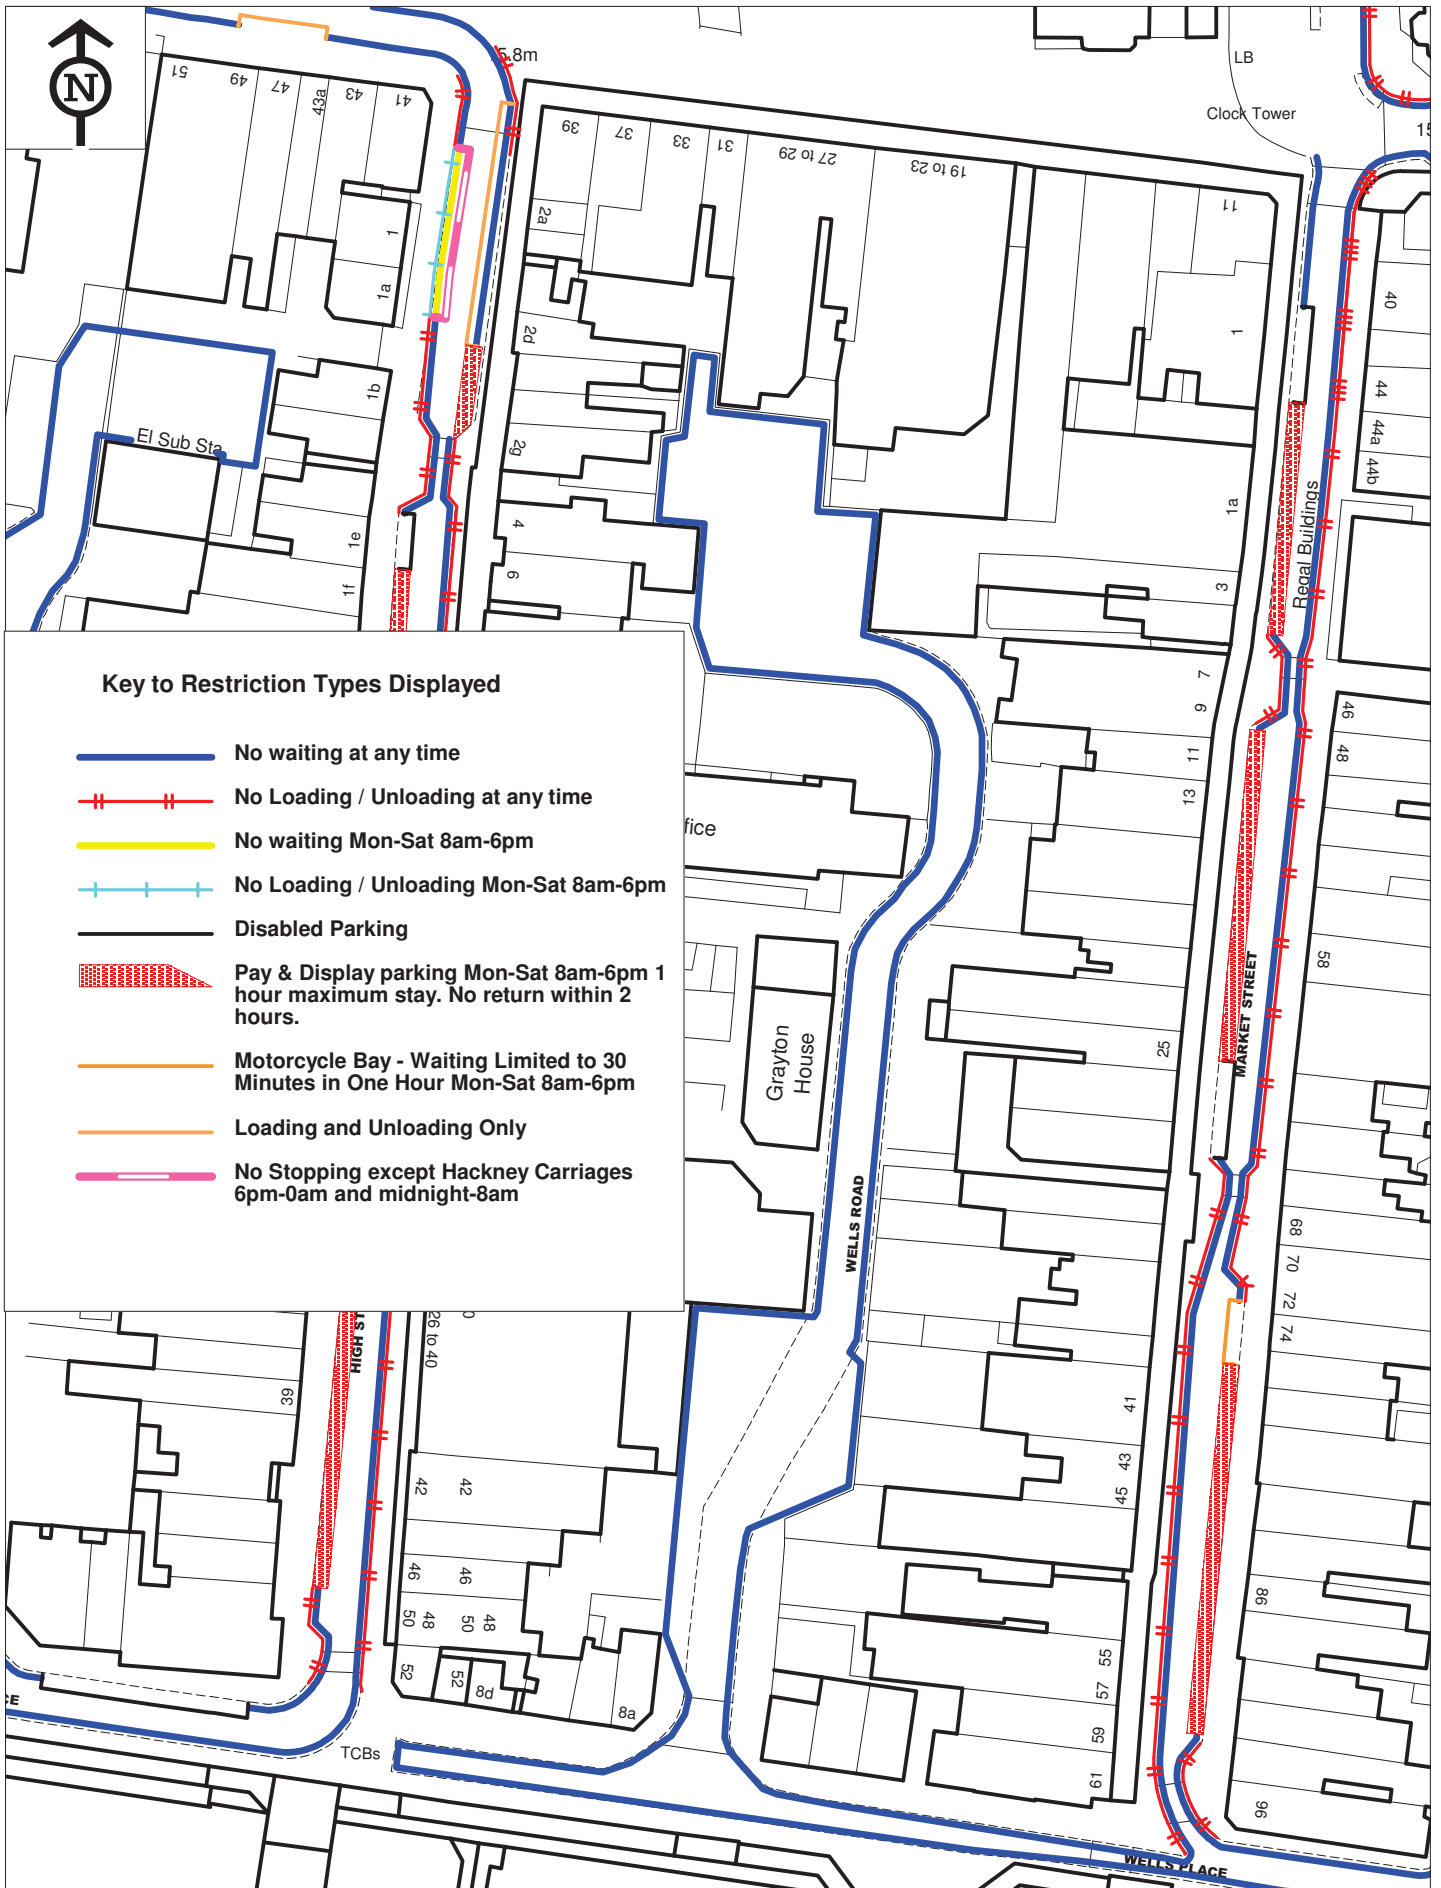 N
5.8m
LB
Clock Tower
15
51
49
47
43a
43
41
39
37
33
31
27 to 29
19 to 23
11
2a
1
1a
40
2d
1
1b
44
44a
44b
El Sub Sta
2g
1a
Regal Buildings
4
1e
6
1f
3
Key to Restriction Types Displayed
No waiting at any time
No Loading / Unloading at any time
No waiting Mon-Sat 8am-6pm
No Loading / Unloading Mon-Sat 8am-6pm
Disabled Parking
Pay & Display parking Mon-Sat 8am-6pm 1
hour maximum stay. No return within 2
hours.
Motorcycle Bay - Waiting Limited to 30
Minutes in One Hour Mon-Sat 8am-6pm
Loading and Unloading Only
No Stopping except Hackney Carriages
6pm-0am and midnight-8am
7
9
11
13
46
48
fice
58
MARKET STREET
Grayton
House
25
WELLS ROAD
68
70
72
74
HIGH ST
26 to 40
0
39
41
43
45
42
42
46
46
48
50
48
50
52
52
8d
8a
86
55
57
59
61
96
CE
TCBs
WELLS PLACE